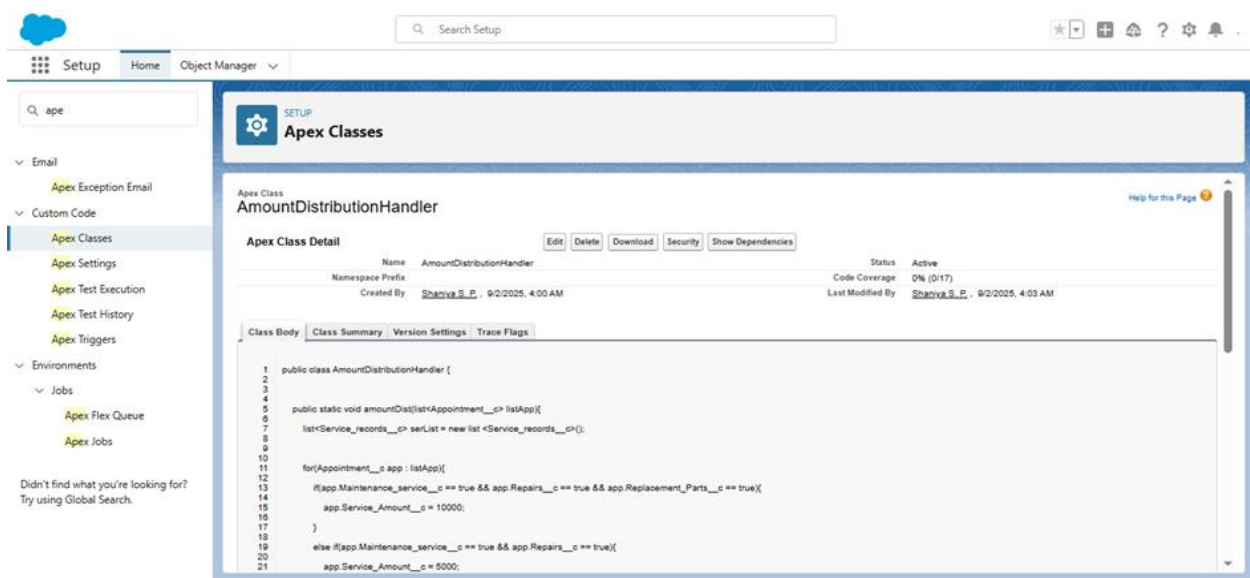 Search Setup
Setup Home Object Manager
ape
Email
Apex Exception Email
Custom Code
Apex Classes
Apex Settings
Apex Test Execution
Apex Test History
Apex Triggers
Environments
Jobs
Apex Flex Queue
Apex Jobs
Didn't find what you're looking for?
Try using Global Search.
SETUP
Apex Classes
Apex Class
AmountDistributionHandler
Help for this Page
Apex Class Detail Edit Delete Download Security Show Dependencies
Name AmountDistributionHandler Status Active
Namespace Prefix Code Coverage 0% (0/17)
Created By Shaniya S. P. , 9/2/2025, 4:00 AM Last Modified By Shaniya S. P. , 9/2/2025, 4:03 AM
Class Body Class Summary Version Settings Trace Flags
1 public class AmountDistributionHandler {
2
3
4
5 public static void amountDist(list<Appointment__c> listApp){
6
7 list<Service_records__c> serList = new list <Service_records__c>();
8
9
10
11 for(Appointment__c app : listApp){
12
13 if(app.Maintenance_service__c == true && app.Repairs__c == true && app.Replacement_Parts__c == true){
14
15 app.Service_Amount__c = 10000;
16
17 }
18
19 else if(app.Maintenance_service__c == true && app.Repairs__c == true){
20
21 app.Service_Amount__c = 5000;